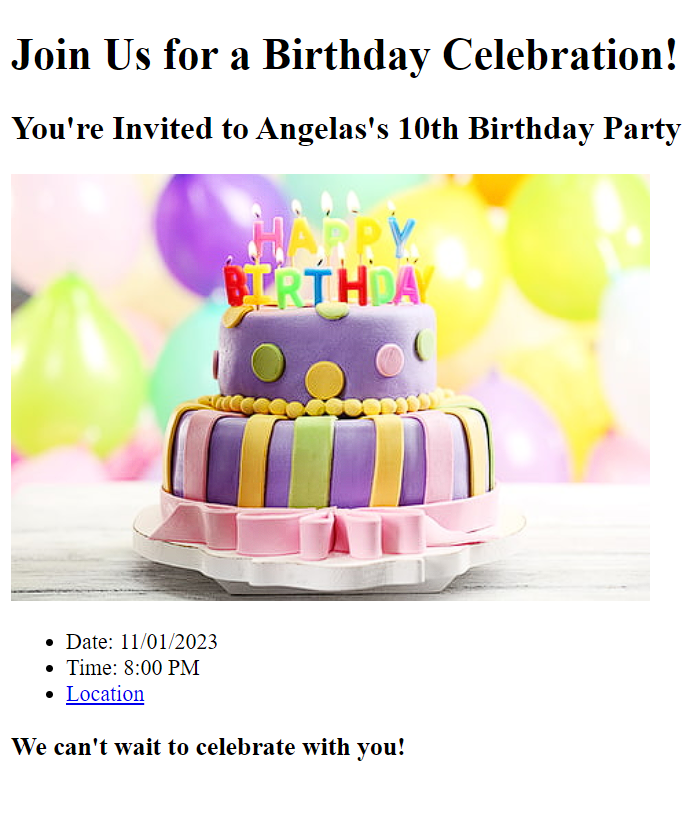 Join Us for a Birthday Celebration!
You're Invited to Angelas's 10th Birthday Party
HAPPY
BIRTHDAY
Date: 11/01/2023
Time: 8:00 PM
Location
We can't wait to celebrate with you!